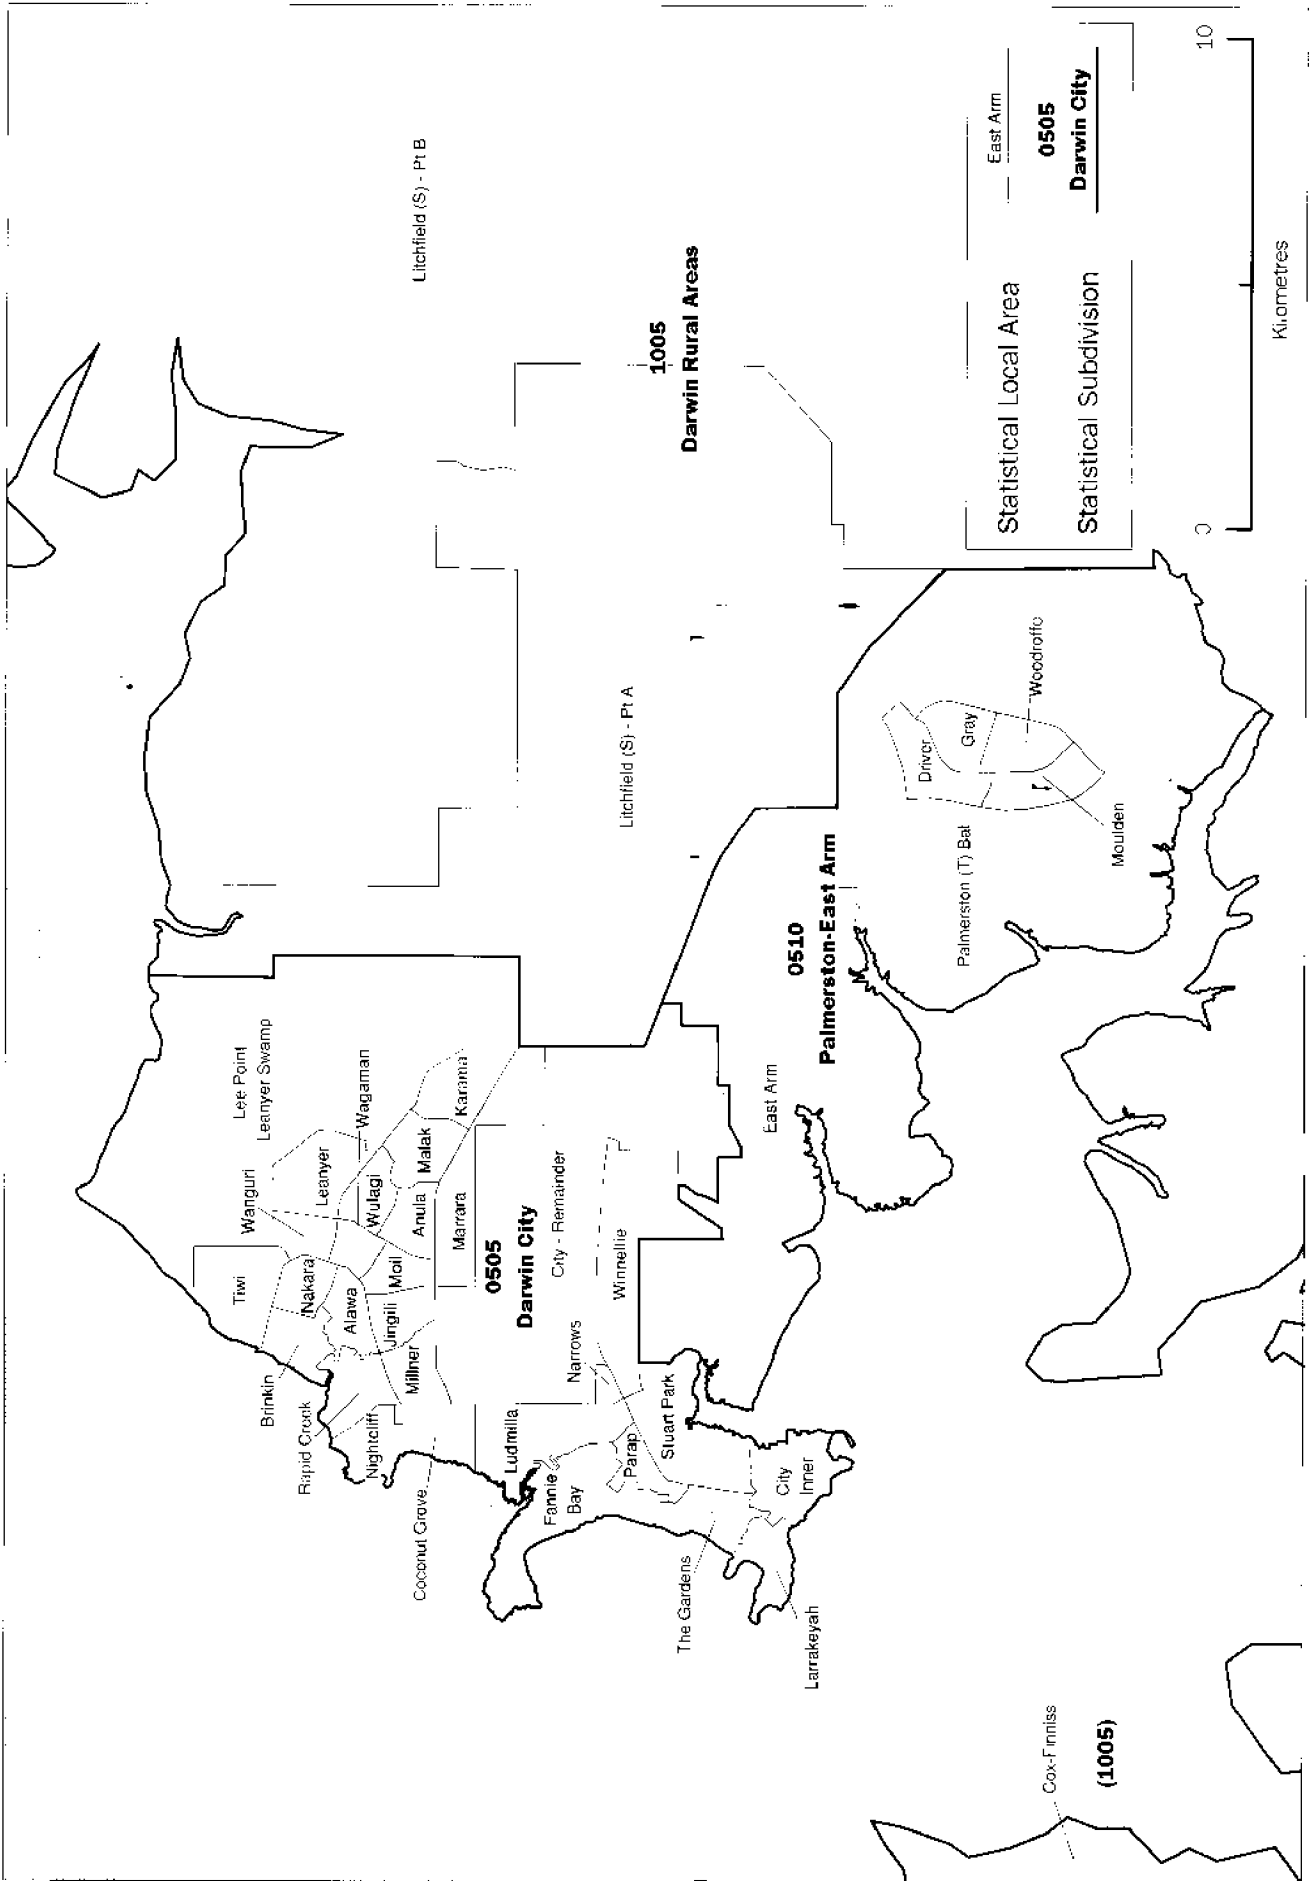 Lee Point
Leanyer Swamp
Litchfield (S) - Pt B
Wanguri
Tiwi
Leanyer
Wagaman
Brinkin
Nakara
Wulagi
Karama
Rapid Creek
Alawa
Malak
Nightcliff
Jingili
Moil
Anula
Millner
Marrara
Coconut Grove
0505
Darwin City
Ludmilla
City - Remainder
Fannie
Bay
Narrows
Winnellie
Parap
Stuart Park
Litchfield (S) - Pt A
1005
Darwin Rural Areas
The Gardens
City
Inner
Larrakeyah
East Arm
0510
Palmerston-East Arm
Driver
Gray
Palmerston (T) Bal
Woodroffe
Moulden
Cox-Finniss
(1005)
Statistical Local Area
East Arm
Statistical Subdivision
0505
Darwin City
0
10
Kilometres